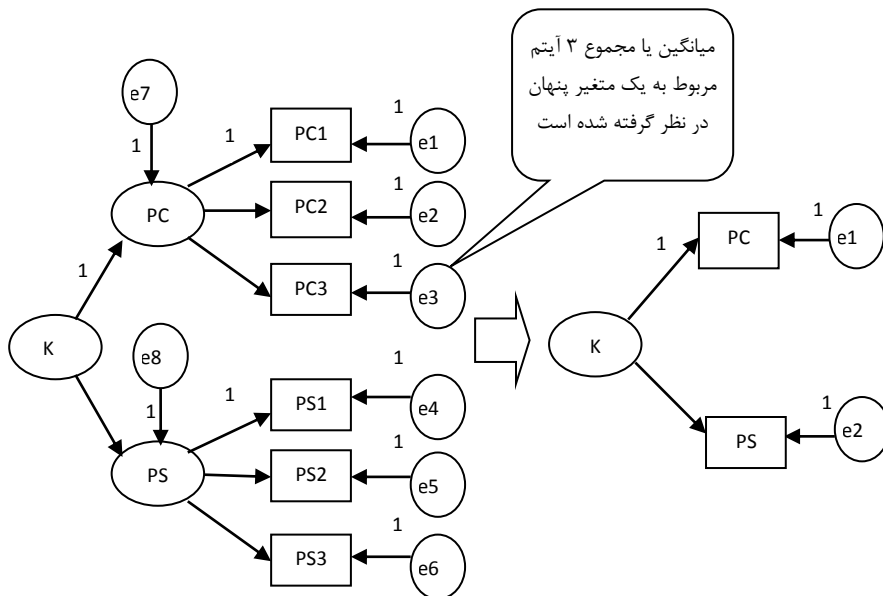 میانگین یا مجموع ۳ آیتم
مربوط به یک متغیر پنهان
در نظر گرفته شده است
e7
1
1
PC1
1
e1
PC
PC2
1
e2
1
PC3
1
e3
K
e8
1
1
PS1
1
e4
PS
PS2
1
e5
PS3
1
e6
1
PC
1
e1
K
PS
1
e2